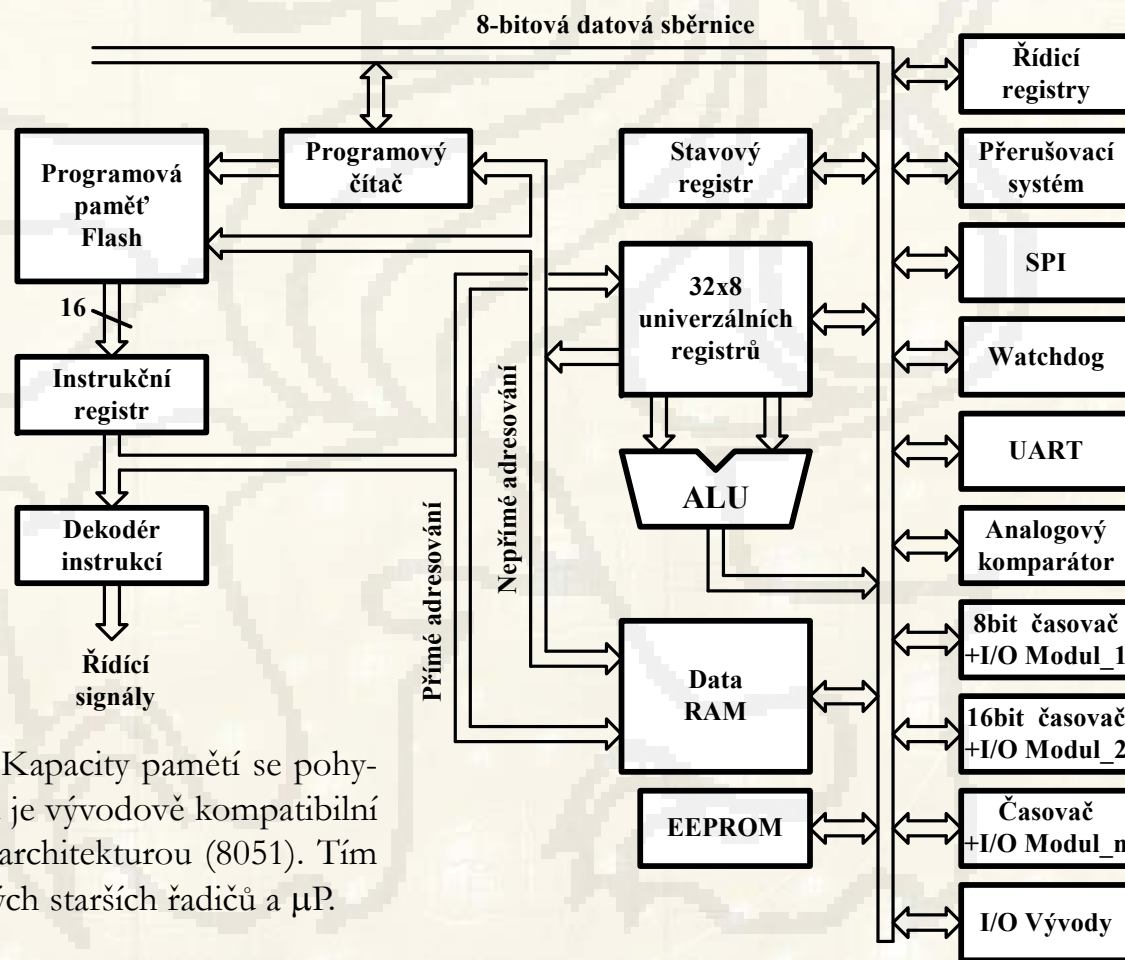 8-bitová datová sběrnice
Programová
paměť
Flash
Programový
čítač
16
Instrukční
registr
Dekodér
instrukcí
Řídící
signály
Přímé adresování
Nepřímé adresování
Stavový
registr
32x8
univerzálních
registrů
ALU
Data
RAM
EEPROM
Řídicí
registry
Přerušovací
systém
SPI
Watchdog
UART
Analogový
komparátor
8bit časovač
+I/O Modul_1
16bit časovač
+I/O Modul_2
Časovač
+I/O Modul_n
I/O Vývody
Kapacity pamětí se pohy-
je vývodově kompatibilní
architekturou (8051). Tím
ých starších řadičů a μP.